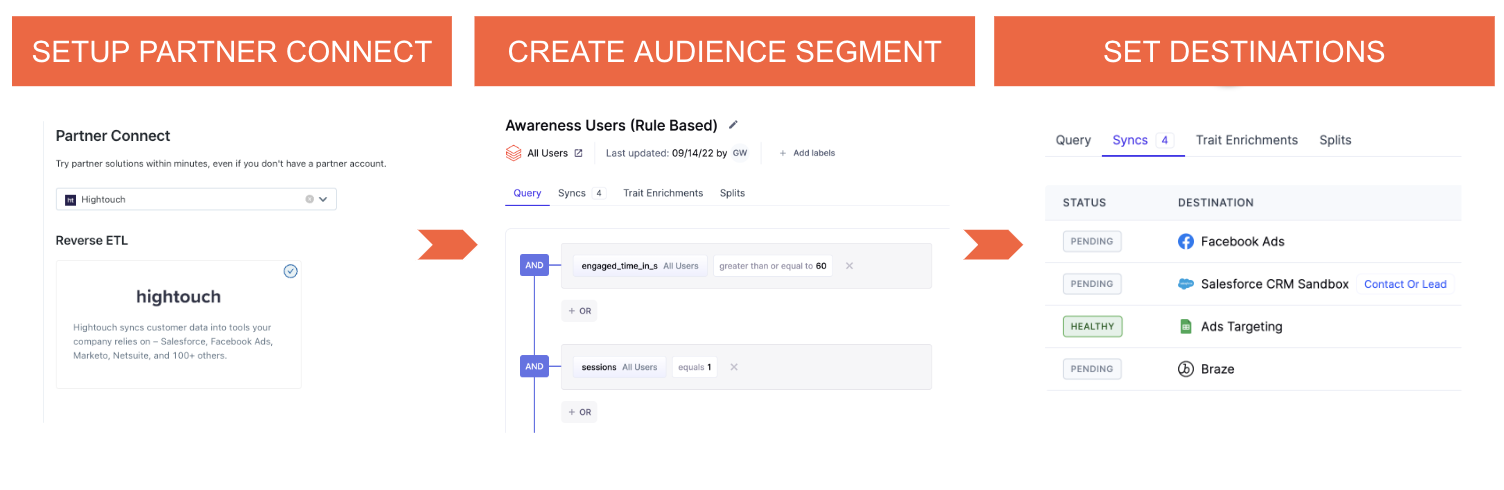 SETUP PARTNER CONNECT
CREATE AUDIENCE SEGMENT
SET DESTINATIONS
Partner Connect
Try partner solutions within minutes, even if you don't have a partner account.
ht Hightouch
Reverse ETL
hightouch
Hightouch syncs customer data into tools your
company relies on – Salesforce, Facebook Ads,
Marketo, Netsuite, and 100+ others.
Awareness Users (Rule Based)
All Users Last updated: 09/14/22 by GW + Add labels
Query Syncs 4 Trait Enrichments Splits
AND engaged_time_in_s All Users greater than or equal to 60
+ OR
AND sessions All Users equals 1
+ OR
Query Syncs 4 Trait Enrichments Splits
STATUS DESTINATION
PENDING Facebook Ads
PENDING Salesforce CRM Sandbox Contact Or Lead
HEALTHY Ads Targeting
PENDING Braze